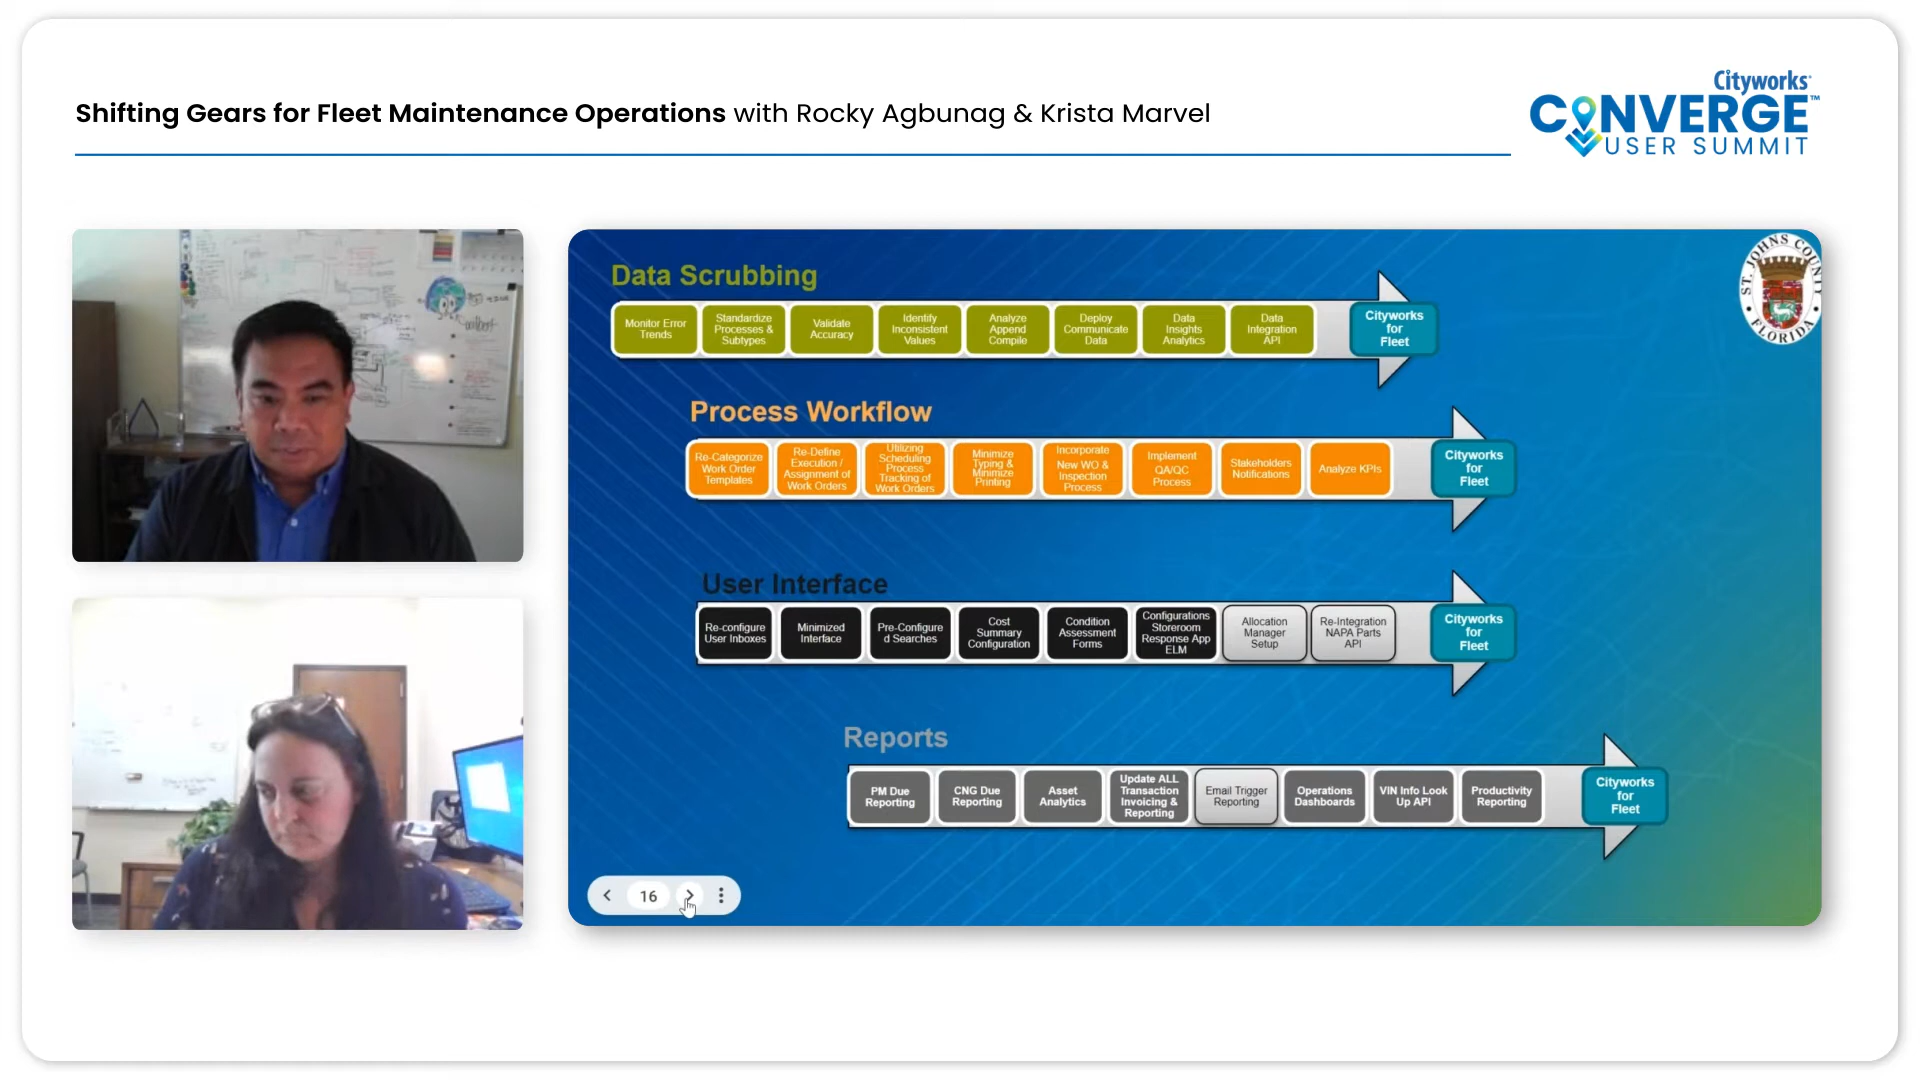 Shifting Gears for Fleet Maintenance Operations with Rocky Agbunag & Krista Marvel
Cityworks
CONVERGE™
USER SUMMIT
ST. JOHNS COUNTY
• FLORIDA •
Data Scrubbing
Monitor Error
Trends
Standardize
Processes &
Subtypes
Validate
Accuracy
Identify
Inconsistent
Values
Analyze
Append
Compile
Deploy
Communicate
Data
Data
Insights
Analytics
Data
Integration
API
Cityworks
for
Fleet
Process Workflow
Re-Categorize
Work Order
Templates
Re-Define
Execution /
Assignment of
Work Orders
Utilizing
Scheduling
Process
Tracking of
Work Orders
Minimize
Typing &
Minimize
Printing
Incorporate
New WO &
Inspection
Process
Implement
QA/QC
Process
Stakeholders
Notifications
Analyze KPIs
Cityworks
for
Fleet
User Interface
Re-configure
User Inboxes
Minimized
Interface
Pre-Configure
d Searches
Cost
Summary
Configuration
Condition
Assessment
Forms
Configurations
Storeroom
Response App
ELM
Allocation
Manager
Setup
Re-Integration
NAPA Parts
API
Cityworks
for
Fleet
Reports
PM Due
Reporting
CNG Due
Reporting
Asset
Analytics
Update ALL
Transaction
Invoicing &
Reporting
Email Trigger
Reporting
Operations
Dashboards
VIN Info Look
Up API
Productivity
Reporting
Cityworks
for
Fleet
16